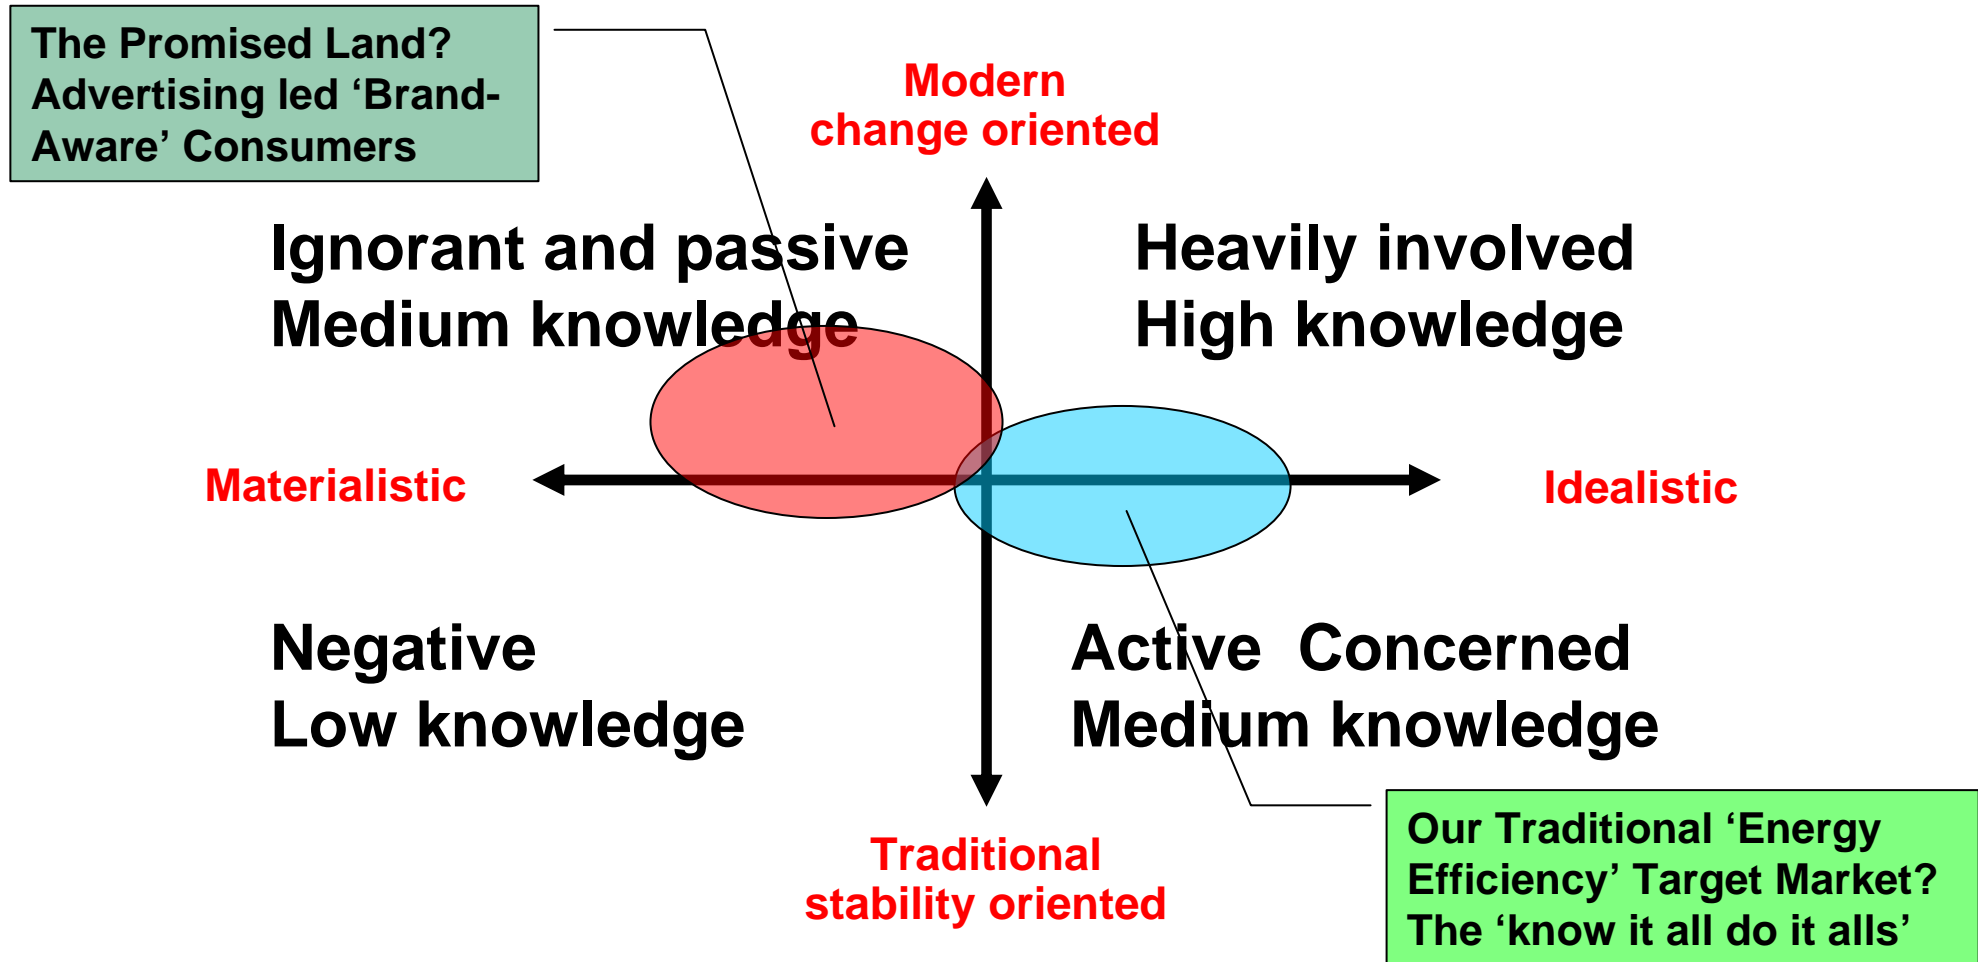 The Promised Land?
Advertising led ‘Brand-
Aware’ Consumers
Modern
change oriented
Ignorant and passive
Medium knowledge
Heavily involved
High knowledge
Materialistic
Idealistic
Negative
Low knowledge
Active  Concerned
Medium knowledge
Traditional
stability oriented
Our Traditional ‘Energy
Efficiency’ Target Market?
The ‘know it all do it alls’